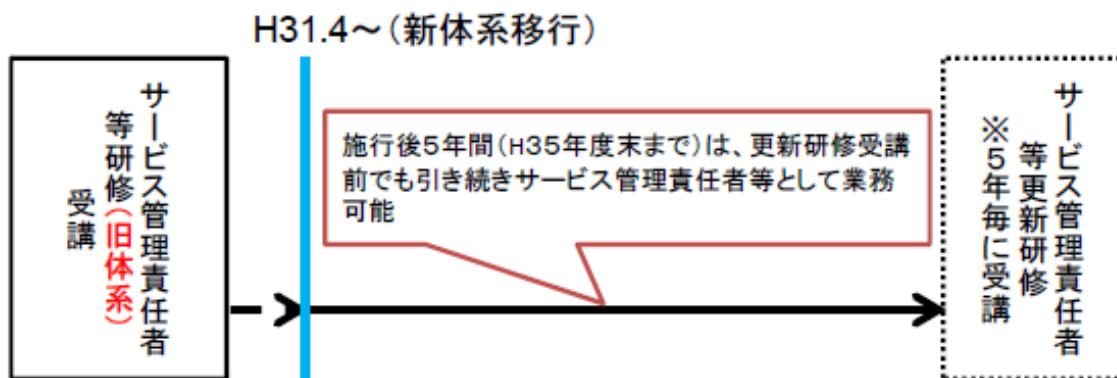 H31.4～(新体系移行)
サービス管理責任者
等研修(旧体系)
受講
施行後5年間(H35年度末まで)は、更新研修受講
前でも引き続きサービス管理責任者等として業務
可能
サービス管理責任者
等更新研修
※5年毎に受講